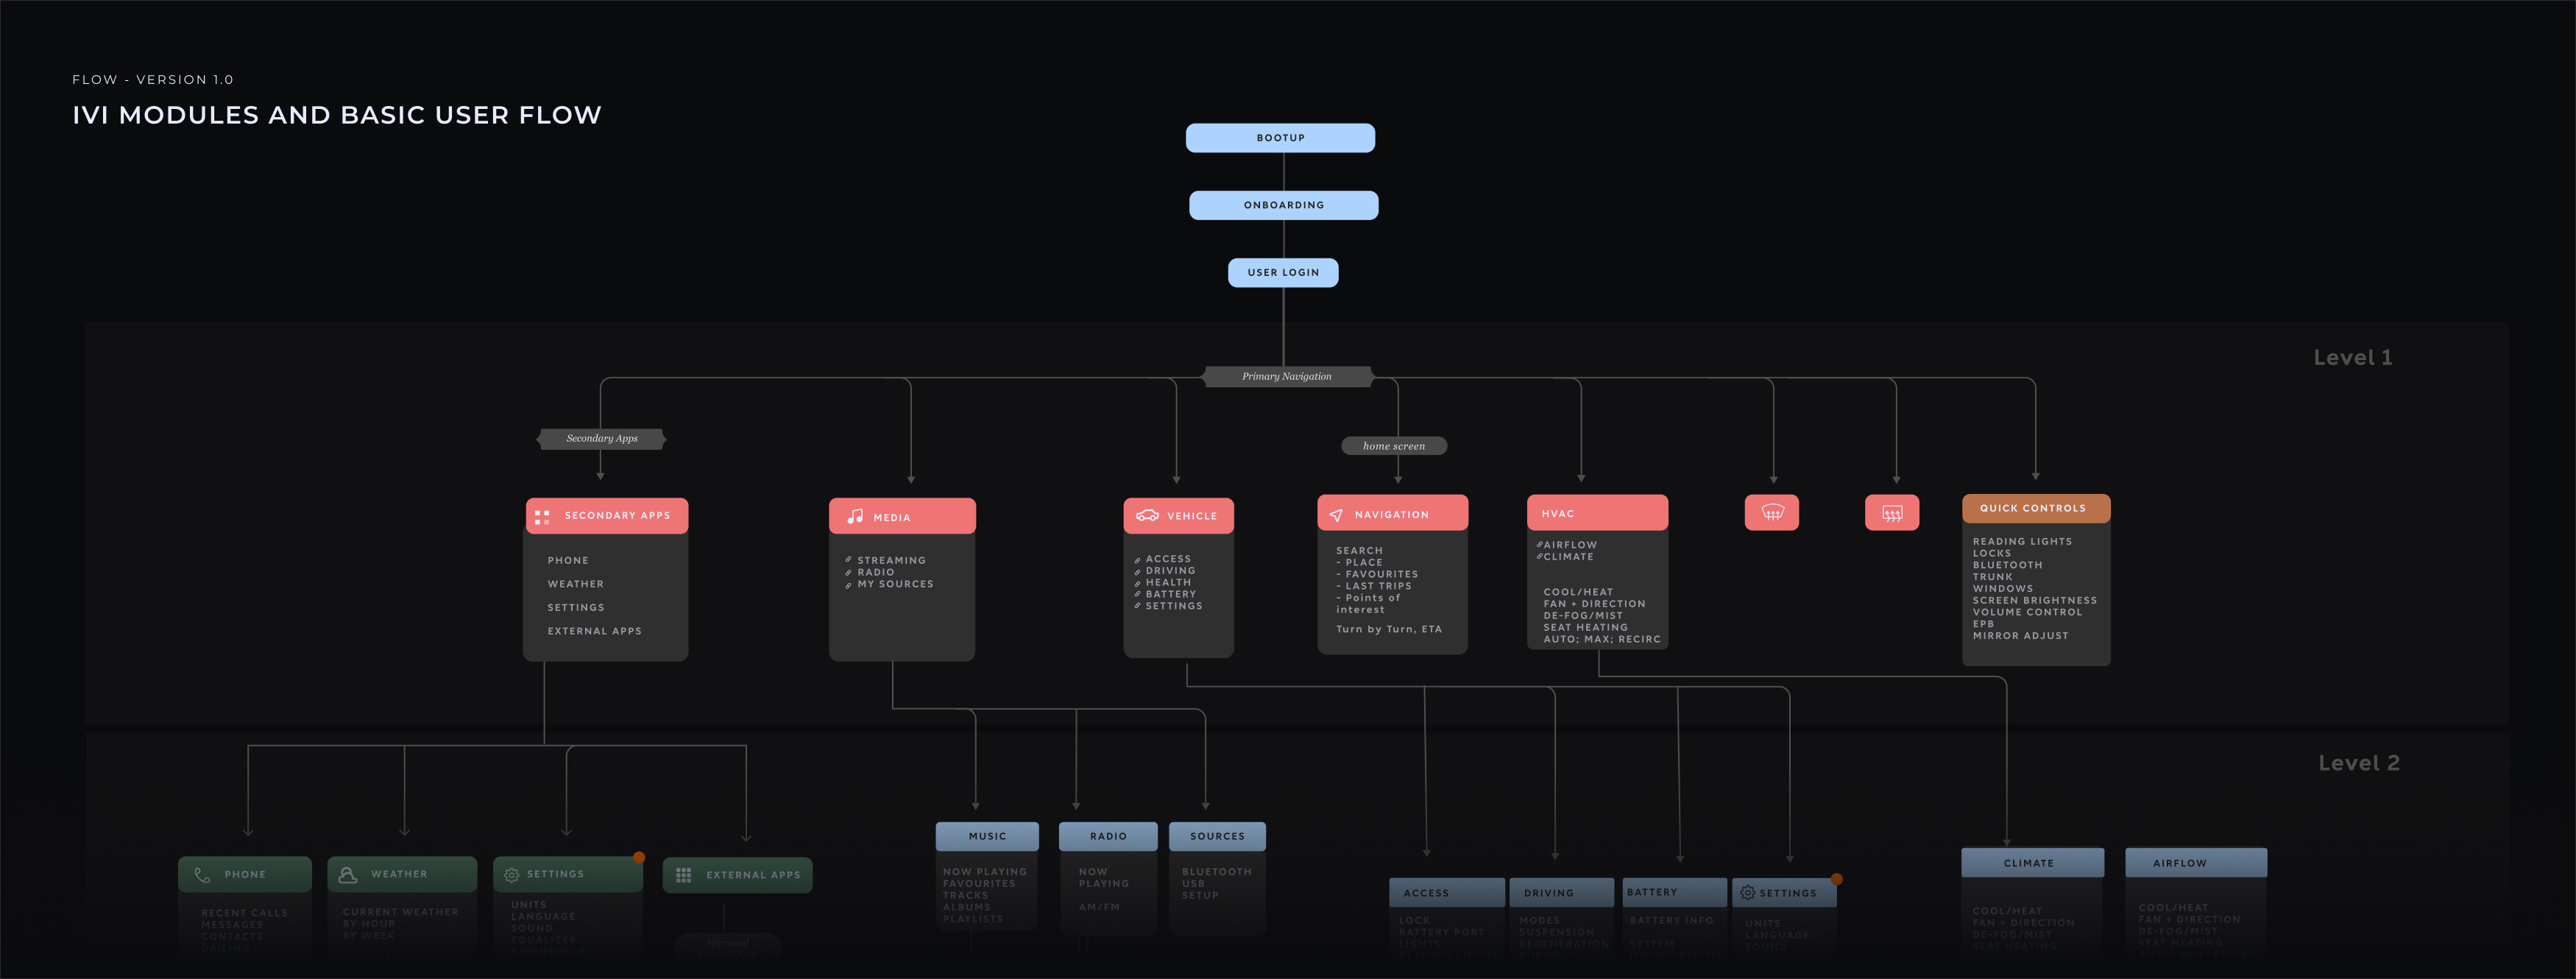 FLOW - VERSION 1.0
IVI MODULES AND BASIC USER FLOW
BOOTUP
ONBOARDING
USER LOGIN
Level 1
Primary Navigation
Secondary Apps
home screen
SECONDARY APPS
PHONE
WEATHER
SETTINGS
EXTERNAL APPS
MEDIA
STREAMING
RADIO
MY SOURCES
VEHICLE
ACCESS
DRIVING
HEALTH
BATTERY
SETTINGS
NAVIGATION
SEARCH
- PLACE
- FAVOURITES
- LAST TRIPS
- Points of
interest
Turn by Turn, ETA
HVAC
AIRFLOW
CLIMATE
COOL/HEAT
FAN + DIRECTION
DE-FOG/MIST
SEAT HEATING
AUTO; MAX; RECIRC
QUICK CONTROLS
READING LIGHTS
LOCKS
BLUETOOTH
TRUNK
WINDOWS
SCREEN BRIGHTNESS
VOLUME CONTROL
EPB
MIRROR ADJUST
Level 2
PHONE
RECENT CALLS
MESSAGES
CONTACTS
DAILING
WEATHER
CURRENT WEATHER
BY HOUR
BY WEEK
SETTINGS
UNITS
LANGUAGE
SOUND
EQUALIZER
BRIGHTNESS
EXTERNAL APPS
Approved
MUSIC
NOW PLAYING
FAVOURITES
TRACKS
ALBUMS
PLAYLISTS
RADIO
NOW
PLAYING
AM/FM
SOURCES
BLUETOOTH
USB
SETUP
ACCESS
LOCK
BATTERY PORT
LIGHTS
DRIVING
MODES
SUSPENSION
REGENERATION
BATTERY
BATTERY INFO
SYSTEM
SETTINGS
UNITS
LANGUAGE
SOUND
CLIMATE
COOL/HEAT
FAN + DIRECTION
DE-FOG/MIST
SEAT HEATING
AIRFLOW
COOL/HEAT
FAN + DIRECTION
DE-FOG/MIST
SEAT HEATING